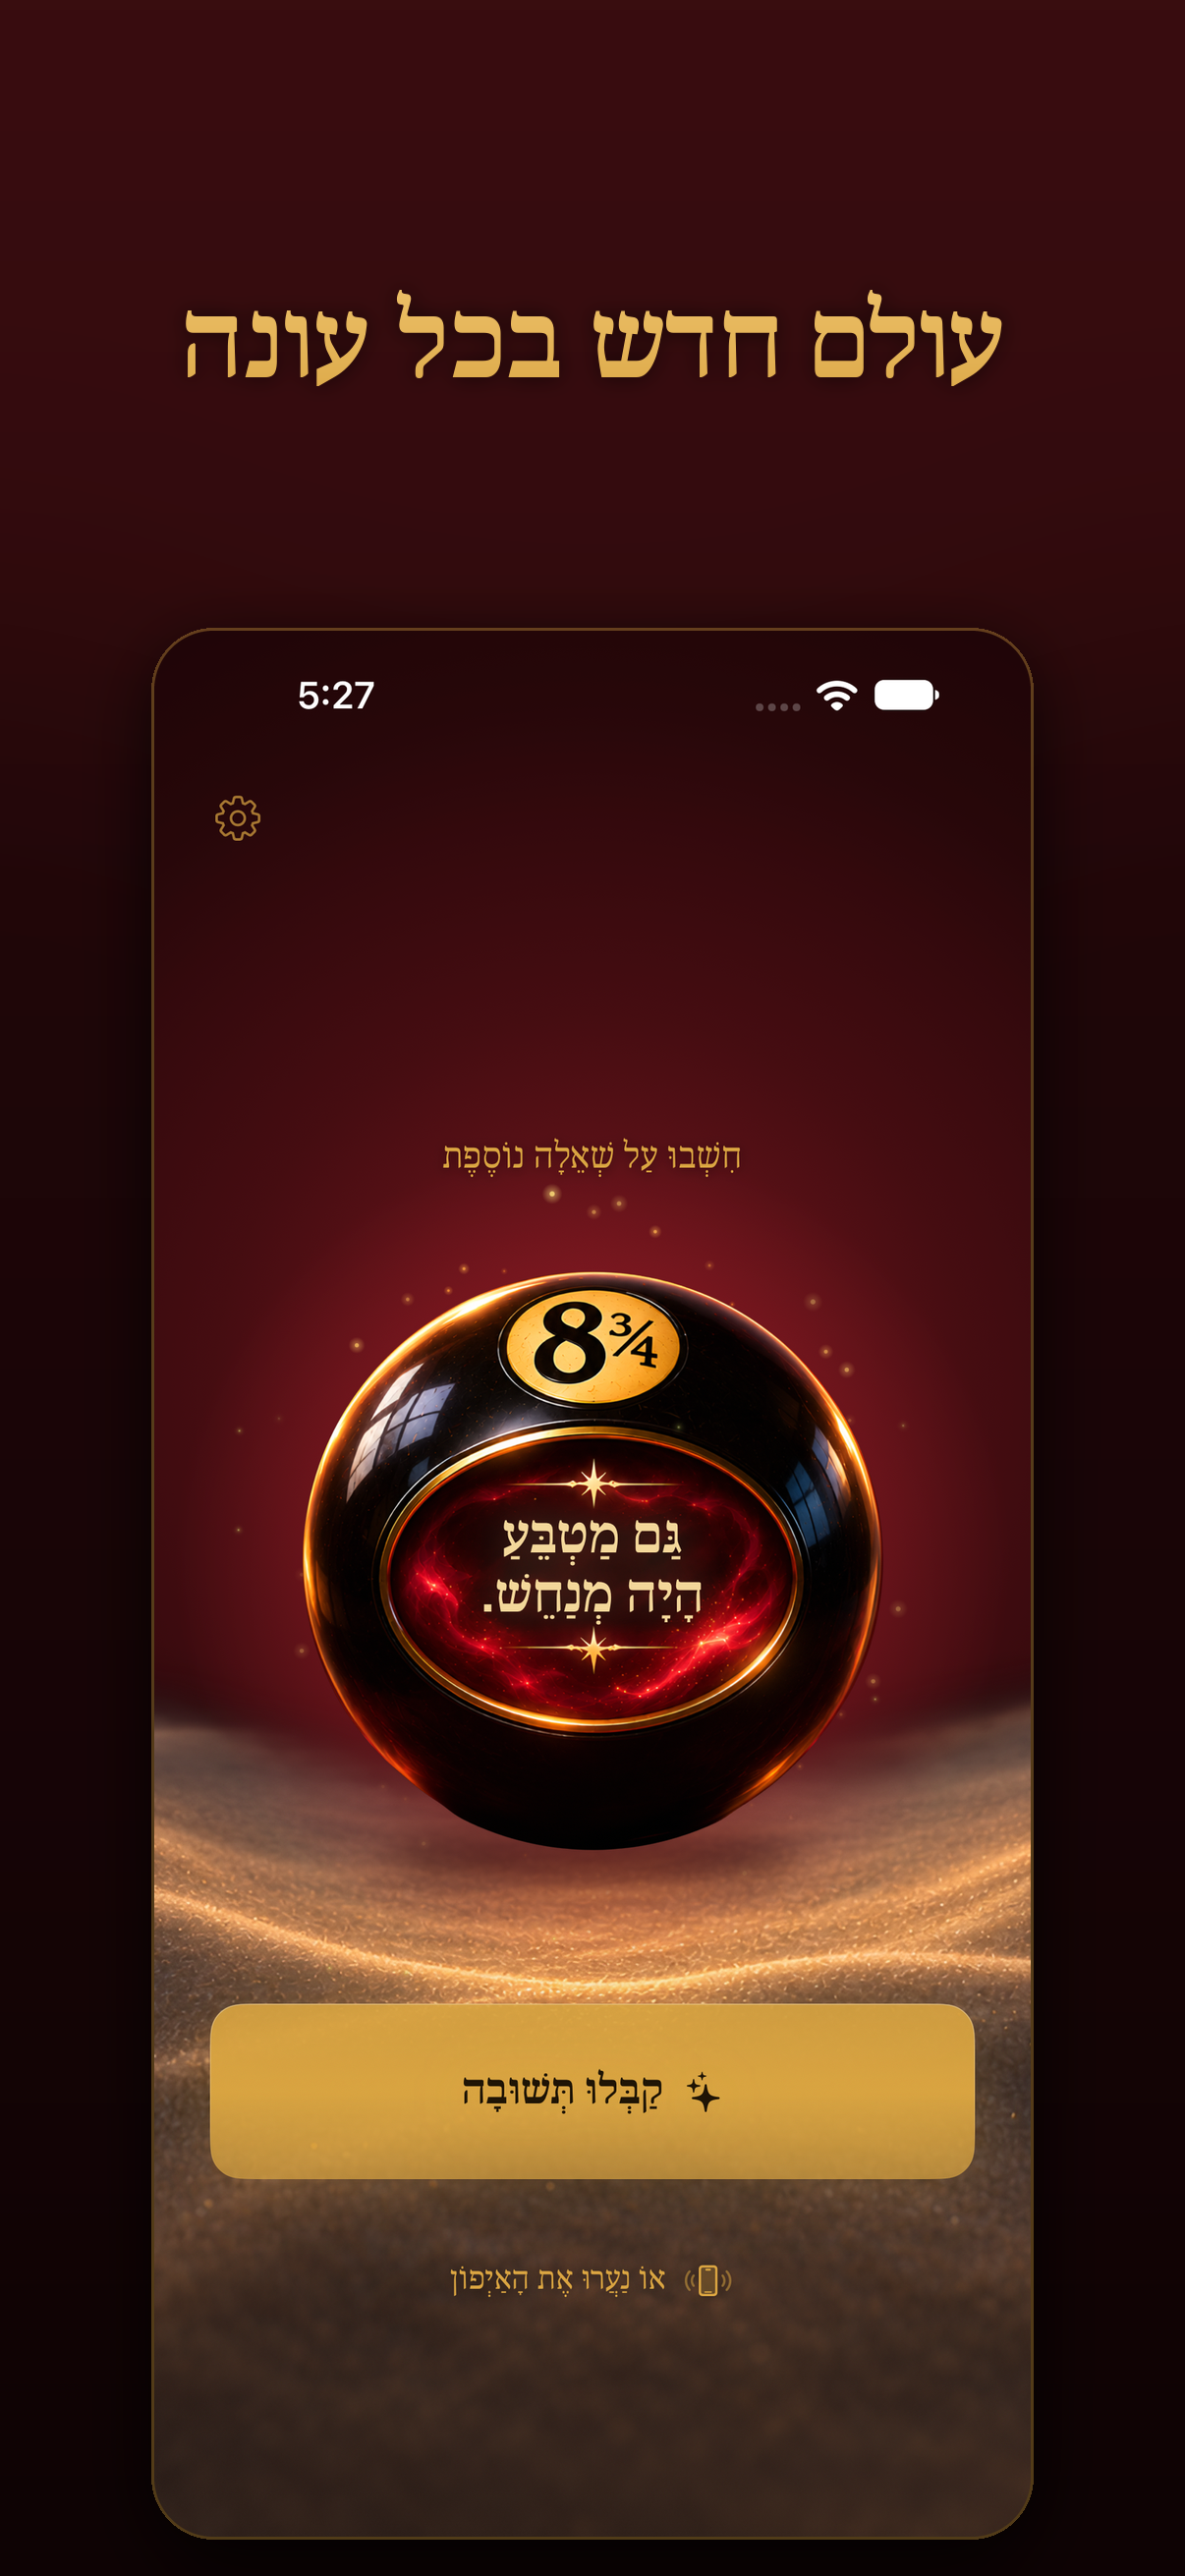 עולם חדש בכל עונה
5:27
חִשְׁבוּ עַל שְׁאֵלָה נוֹסֶפֶת
8¾
גַּם מַטְבֵּעַ
הָיָה מְנַחֵשׁ.
קַבְּלוּ תְּשׁוּבָה
אוֹ נַעֲרוּ אֶת הָאַיְפוֹן